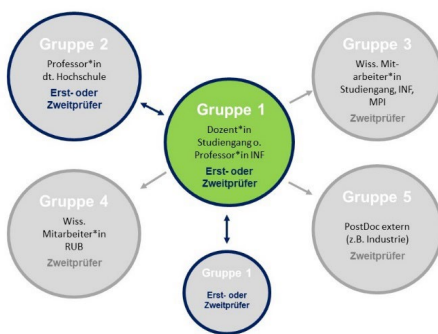 Gruppe 2
Professor*in
dt. Hochschule
Erst- oder
Zweitprüfer
Gruppe 3
Wiss. Mit-
arbeiter*in
Studiengang, INF,
MPI
Zweitprüfer
Gruppe 1
Dozent*in
Studiengang o.
Professor*in INF
Erst- oder
Zweitprüfer
Gruppe 4
Wiss.
Mitarbeiter*in
RUB
Zweitprüfer
Gruppe 5
PostDoc extern
(z.B. Industrie)
Zweitprüfer
Gruppe 1
Erst- oder
Zweitprüfer